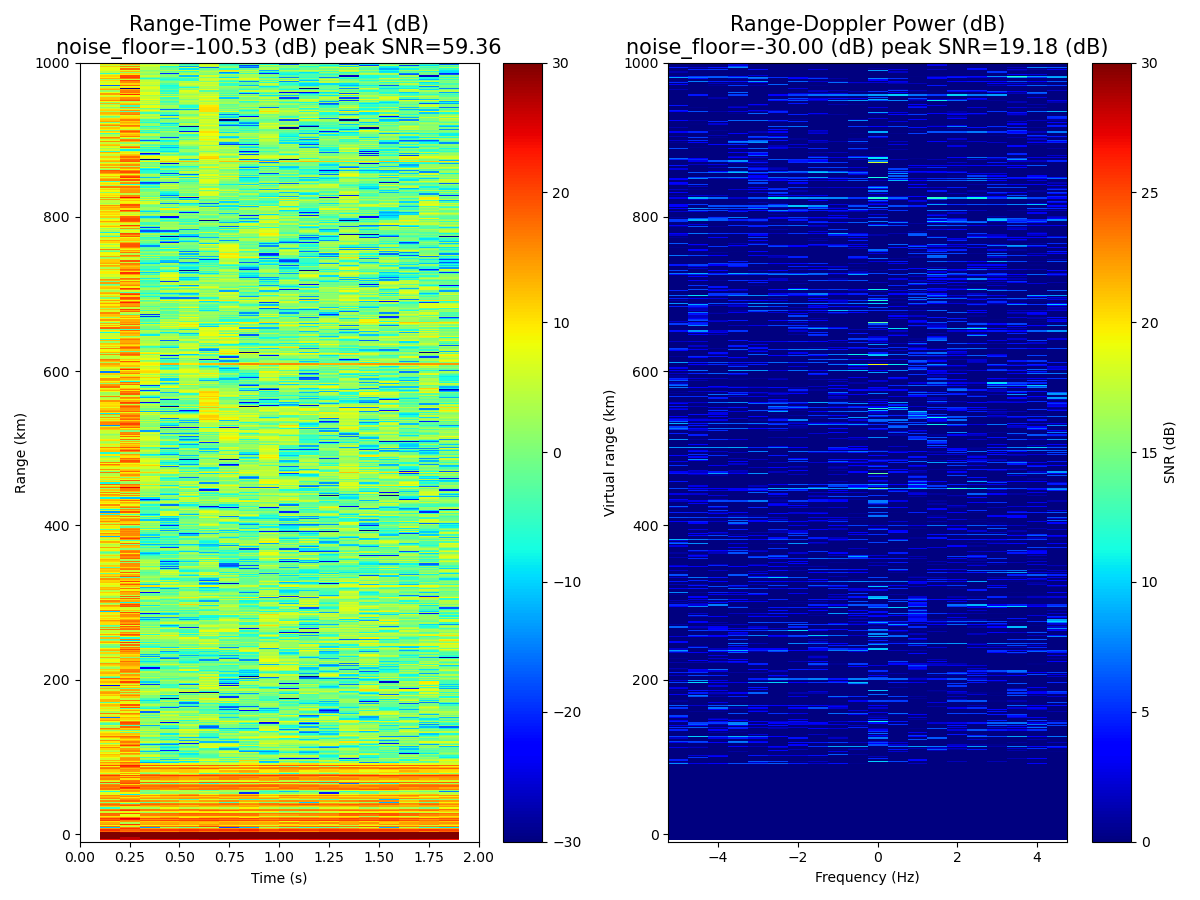 Range-Time Power f=41 (dB)
noise_floor=-100.53 (dB) peak SNR=59.36
Range-Doppler Power (dB)
noise_floor=-30.00 (dB) peak SNR=19.18 (dB)
1000
800
600
400
200
0
Range (km)
0.00 0.25 0.50 0.75 1.00 1.25 1.50 1.75 2.00
Time (s)
30
20
10
0
−10
−20
−30
1000
800
600
400
200
0
Virtual range (km)
−4 −2 0 2 4
Frequency (Hz)
30
25
20
15
10
5
0
SNR (dB)